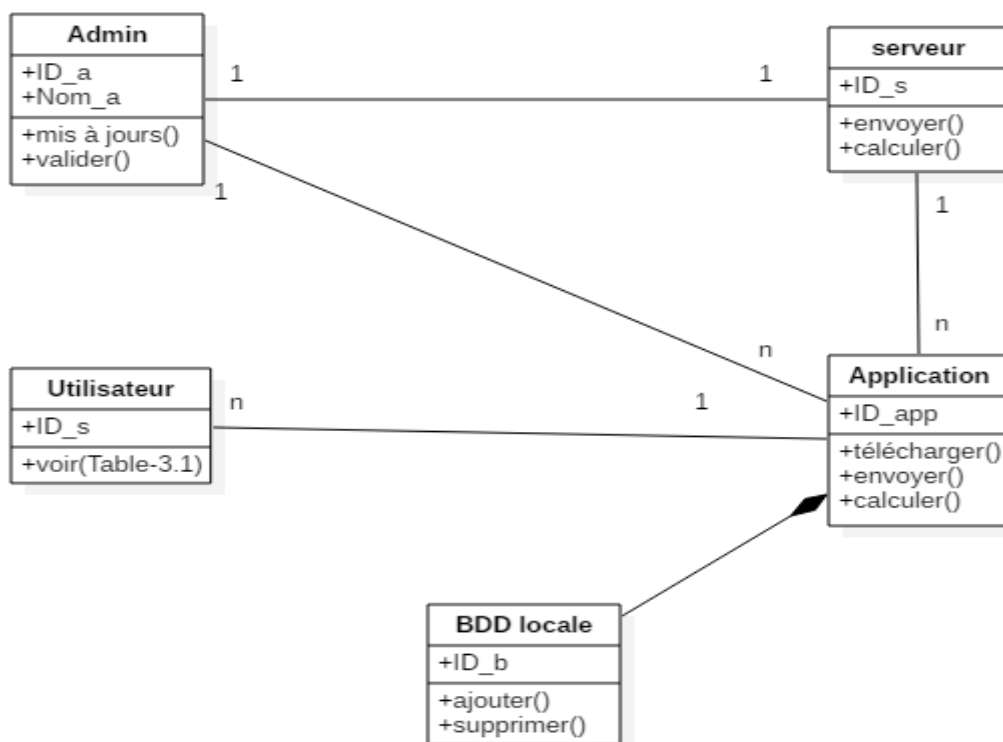 Admin
+ID_a
+Nom_a
+mis à jours()
+valider()
1
1
serveur
+ID_s
+envoyer()
+calculer()
1
1
n
n
Utilisateur
+ID_s
+voir(Table-3.1)
n
1
Application
+ID_app
+télécharger()
+envoyer()
+calculer()
BDD locale
+ID_b
+ajouter()
+supprimer()